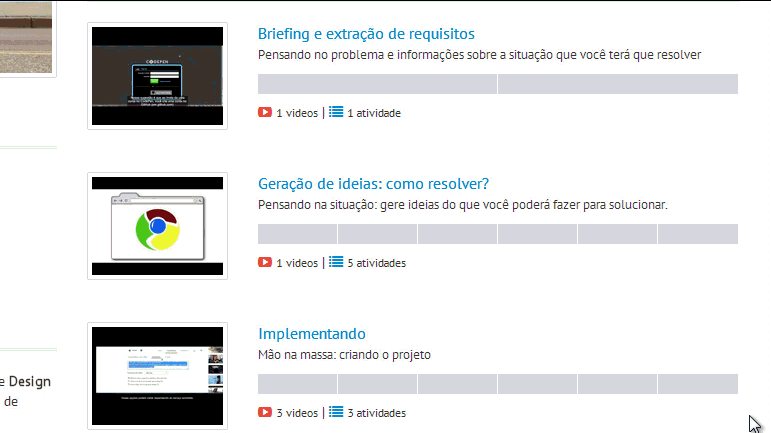 Briefing e extração de requisitos
Pensando no problema e informações sobre a situação que você terá que resolver
CODEPEN
1 videos | 1 atividade
Geração de ideias: como resolver?
Pensando na situação: gere ideias do que você poderá fazer para solucionar.
1 videos | 5 atividades
Implementando
Mão na massa: criando o projeto
e Design
de
3 videos | 3 atividades